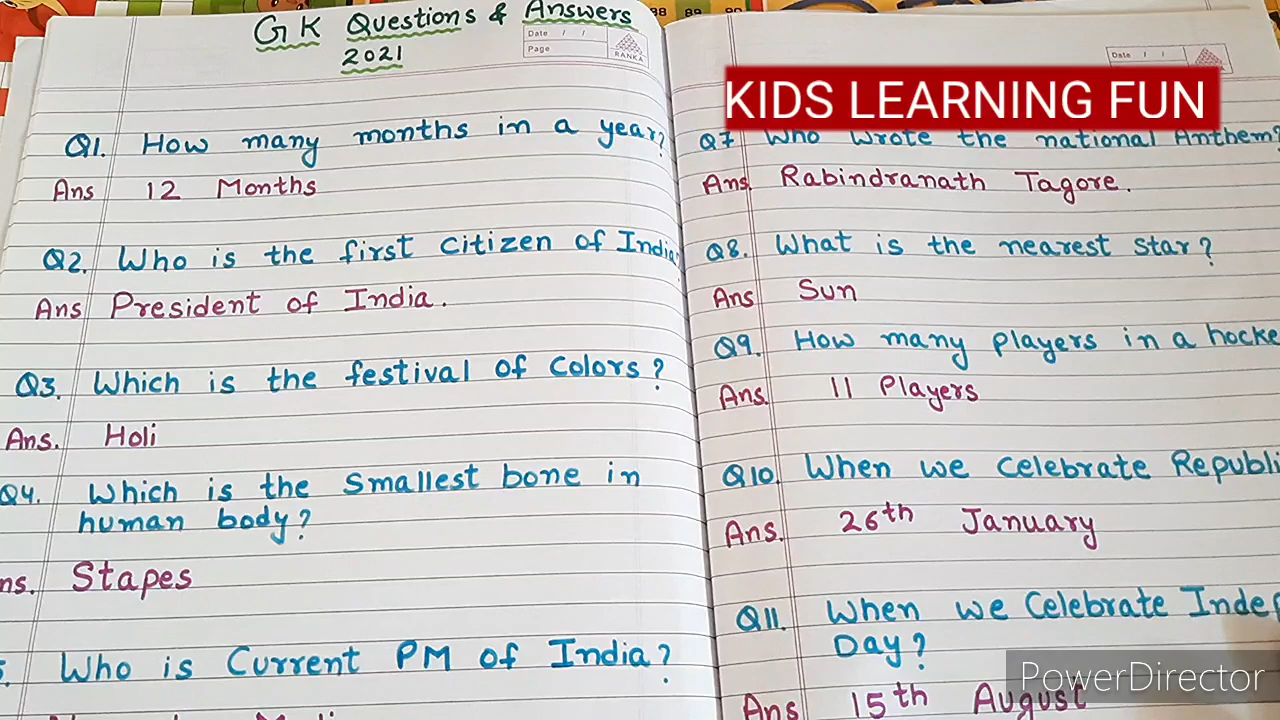 GK Questions & Answers
2021
Date / /
Page
RANKA
Q1. How many months in a year?
Ans 12 Months
Q2. Who is the first citizen of India?
Ans President of India.
Q3. Which is the festival of colors?
Ans. Holi
Q4. Which is the smallest bone in
human body?
ns. Stapes
Who is Current PM of India?
88 89 90
Date / /
KIDS LEARNING FUN
Q7 Who wrote the national Anthem?
Ans. Rabindranath Tagore.
Q8. What is the nearest star?
Ans Sun
Q9. How many players in a hocke
Ans. 11 Players
Q10. When we celebrate Republi
Ans. 26th January
Q11. When we Celebrate Indep
Day?
Ans 15th August
PowerDirector